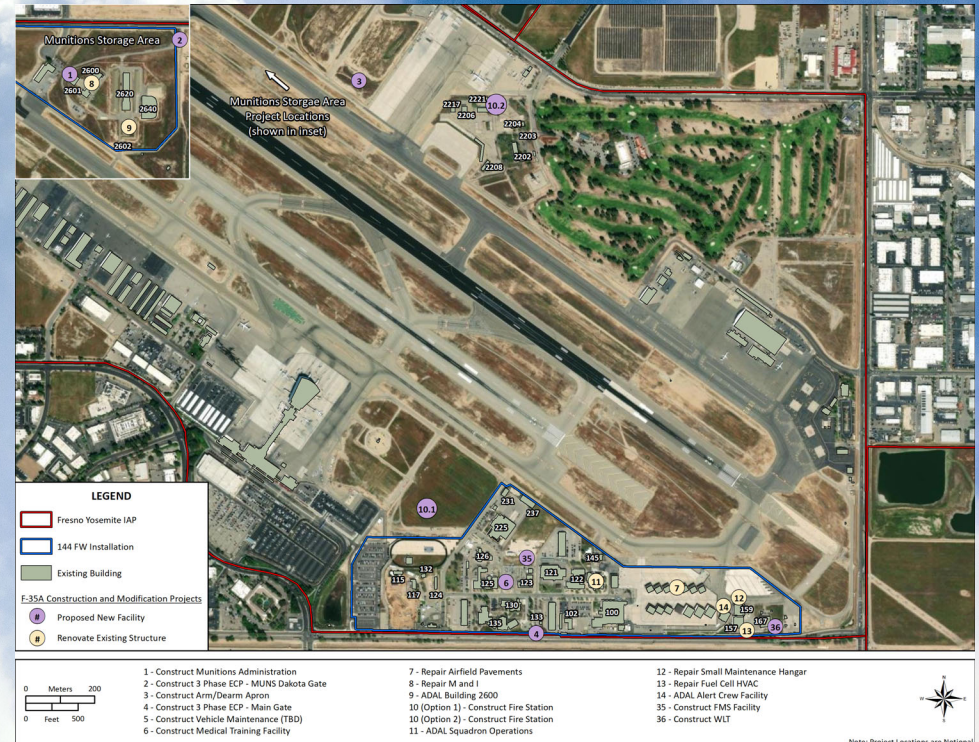 Munitions Storage Area
2
1
2600
8
2601
2620
2640
9
2602
3
Munitions Storgae Area
Project Locations
(shown in inset)
2221
10.2
2217
2206
2204
2203
2202
2208
10.1
231
237
225
126
35
145
132
115
125
6
123
121
122
11
117
124
7
12
130
14
159
135
133
102
100
167
157
13
36
4
LEGEND
Fresno Yosemite IAP
144 FW Installation
Existing Building
F-35A Construction and Modification Projects
# Proposed New Facility
# Renovate Existing Structure
0 Meters 200
0 Feet 500
1 - Construct Munitions Administration
2 - Construct 3 Phase ECP - MUNS Dakota Gate
3 - Construct Arm/Dearm Apron
4 - Construct 3 Phase ECP - Main Gate
5 - Construct Vehicle Maintenance (TBD)
6 - Construct Medical Training Facility
7 - Repair Airfield Pavements
8 - Repair M and I
9 - ADAL Building 2600
10 (Option 1) - Construct Fire Station
10 (Option 2) - Construct Fire Station
11 - ADAL Squadron Operations
12 - Repair Small Maintenance Hangar
13 - Repair Fuel Cell HVAC
14 - ADAL Alert Crew Facility
35 - Construct FMS Facility
36 - Construct WLT
N
W E
S
Note: Project Locations are Notional